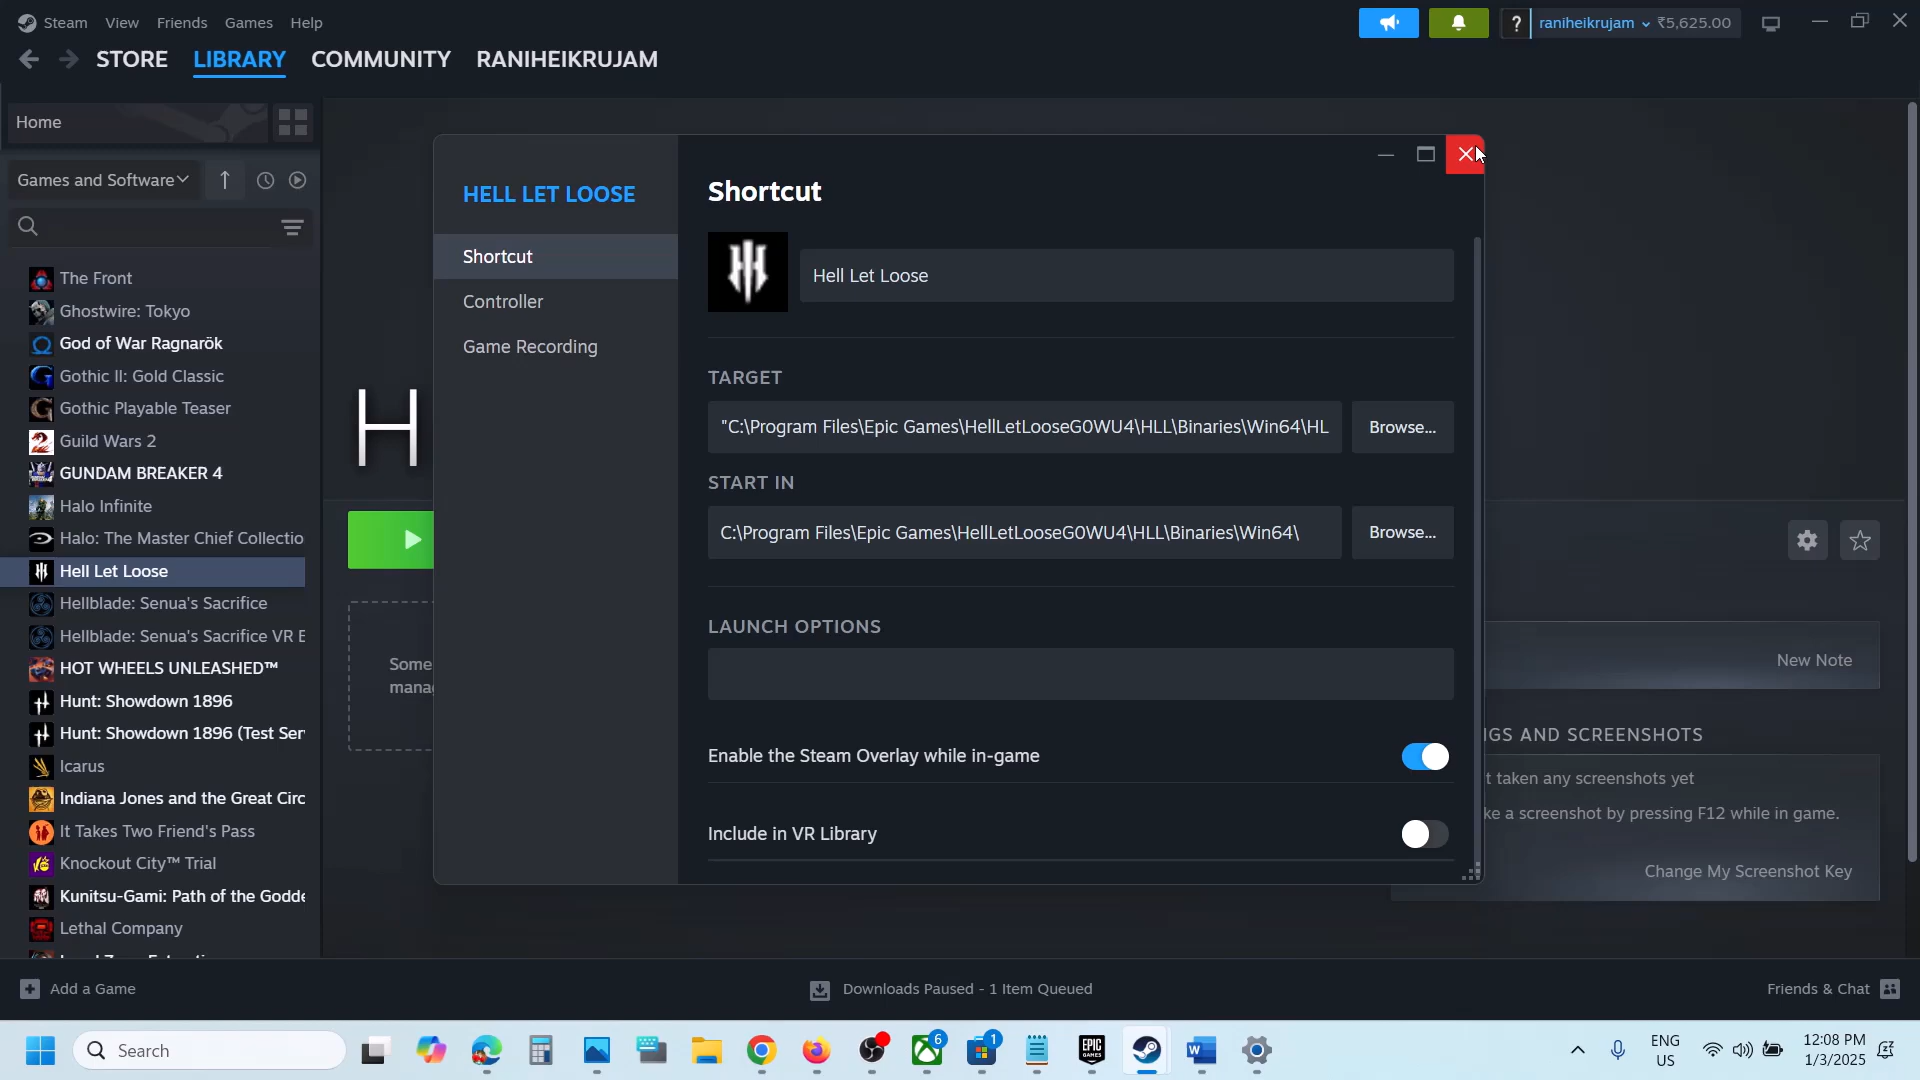 Steam View Friends Games Help
? raniheikrujam ₹5,625.00
STORE LIBRARY COMMUNITY RANIHEIKRUJAM
Home
Games and Software
The Front
Ghostwire: Tokyo
God of War Ragnarök
Gothic II: Gold Classic
Gothic Playable Teaser
Guild Wars 2
GUNDAM BREAKER 4
Halo Infinite
Halo: The Master Chief Collectio
Hell Let Loose
Hellblade: Senua's Sacrifice
Hellblade: Senua's Sacrifice VR E
HOT WHEELS UNLEASHED™
Hunt: Showdown 1896
Hunt: Showdown 1896 (Test Ser
Icarus
Indiana Jones and the Great Circ
It Takes Two Friend's Pass
Knockout City™ Trial
Kunitsu-Gami: Path of the Godde
Lethal Company
H
Some
mana
HELL LET LOOSE
Shortcut
Controller
Game Recording
Shortcut
Hell Let Loose
TARGET
"C:\Program Files\Epic Games\HellLetLooseG0WU4\HLL\Binaries\Win64\HL
Browse...
START IN
C:\Program Files\Epic Games\HellLetLooseG0WU4\HLL\Binaries\Win64\
Browse...
LAUNCH OPTIONS
Enable the Steam Overlay while in-game
Include in VR Library
New Note
GS AND SCREENSHOTS
t taken any screenshots yet
ke a screenshot by pressing F12 while in game.
Change My Screenshot Key
Add a Game
Downloads Paused - 1 Item Queued
Friends & Chat
Search
6
1
EPIC
GAMES
ENG
US
12:08 PM
1/3/2025